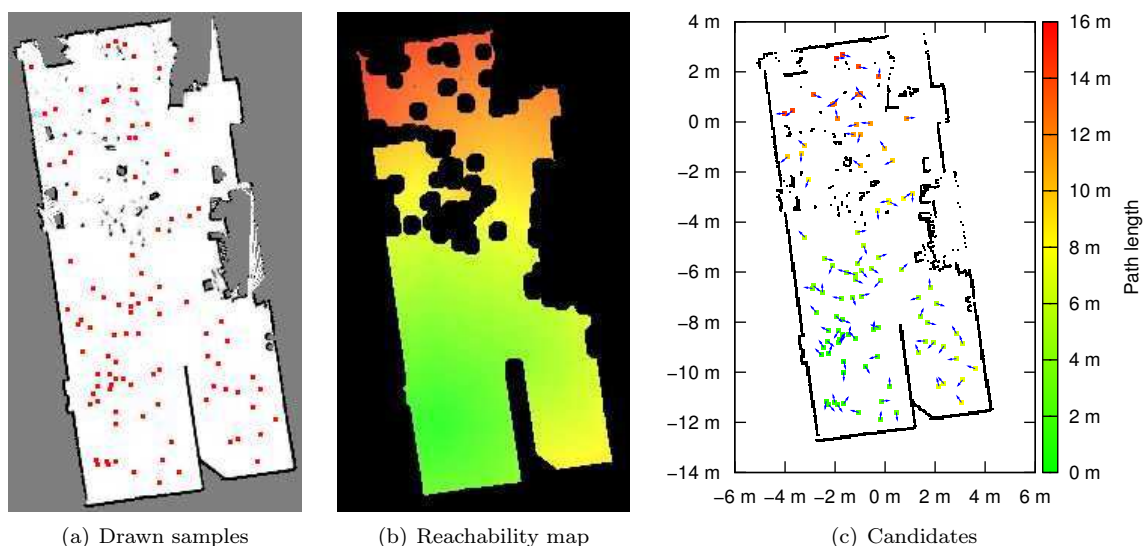 4 m
2 m
0 m
−2 m
−4 m
−6 m
−8 m
−10 m
−12 m
−14 m
−6 m −4 m −2 m 0 m 2 m 4 m 6 m
16 m
14 m
12 m
10 m
8 m
6 m
4 m
2 m
0 m
Path length
(a) Drawn samples
(b) Reachability map
(c) Candidates